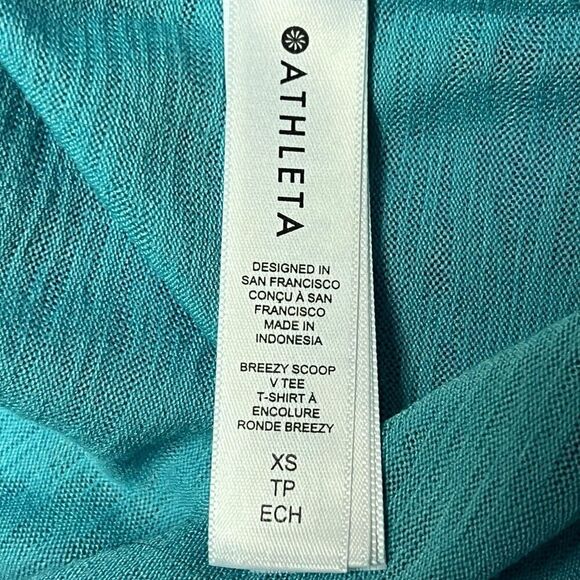 ATHLETA
DESIGNED IN
SAN FRANCISCO
CONÇU À SAN
FRANCISCO
MADE IN
INDONESIA
BREEZY SCOOP
V TEE
T-SHIRT À
ENCOLURE
RONDE BREEZY
XS
TP
ECH